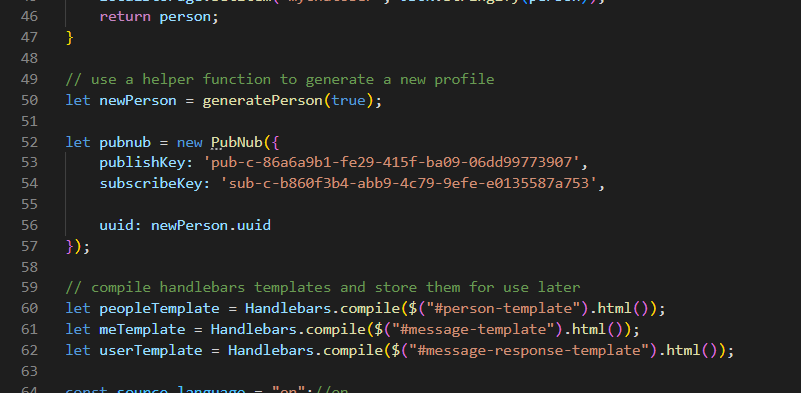 46 return person;
47 }
48
49 // use a helper function to generate a new profile
50 let newPerson = generatePerson(true);
51
52 let pubnub = new PubNub({
53 publishKey: 'pub-c-86a6a9b1-fe29-415f-ba09-06dd99773907',
54 subscribeKey: 'sub-c-b860f3b4-abb9-4c79-9efe-e0135587a753',
55
56 uuid: newPerson.uuid
57 });
58
59 // compile handlebars templates and store them for use later
60 let peopleTemplate = Handlebars.compile($("#person-template").html());
61 let meTemplate = Handlebars.compile($("#message-template").html());
62 let userTemplate = Handlebars.compile($("#message-response-template").html());
63
64 const source_language = "en";//en